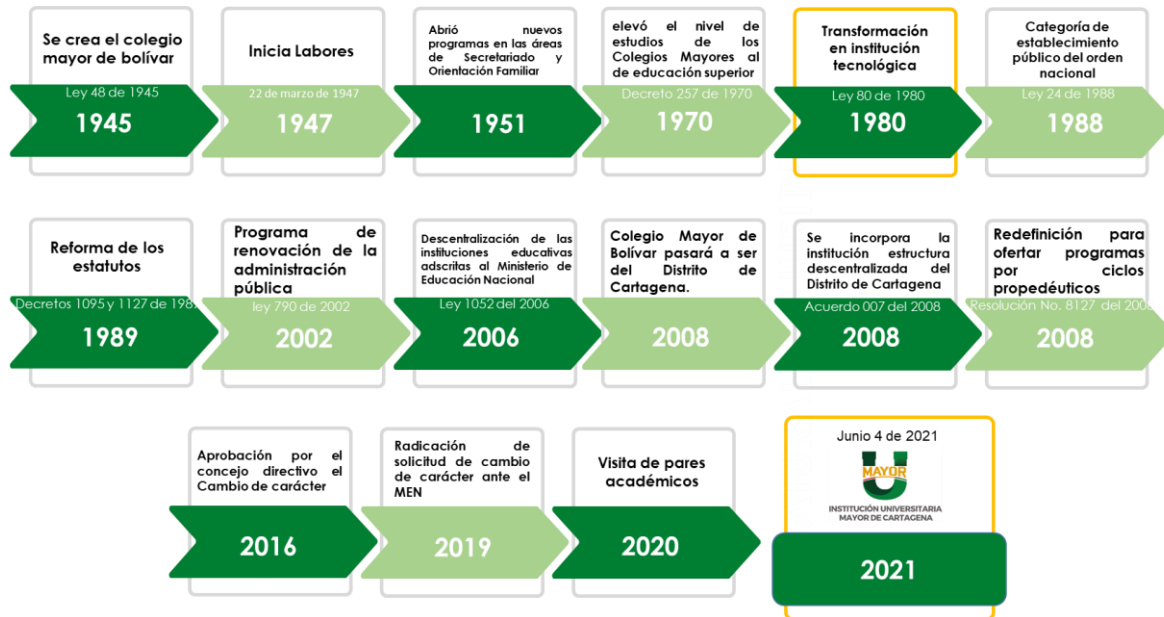 Se crea el colegio
mayor de bolívar
Ley 48 de 1945
1945
Inicia Labores
22 de marzo de 1947
1947
Abrió nuevos
programas en las áreas
de Secretariado y
Orientación Familiar
1951
elevó el nivel de
estudios de los
Colegios Mayores al
de educación superior
Decreto 257 de 1970
1970
Transformación
en institución
tecnológica
Ley 80 de 1980
1980
Categoría de
establecimiento
público del orden
nacional
Ley 24 de 1988
1988
Reforma de los
estatutos
Decretos 1095 y 1127 de
1989
Programa de
renovación de la
administración
pública
ley 790 de 2002
2002
Descentralización de las
instituciones educativas
adscritas al Ministerio de
Educación Nacional
Ley 1052 del 2006
2006
Colegio Mayor de
Bolívar pasará a ser
del Distrito de
Cartagena.
2008
Se incorpora la
institución estructura
descentralizada del
Distrito de Cartagena
Acuerdo 007 del 2008
2008
Redefinición para
ofertar programas
por ciclos
propedéuticos
Resolución No. 8127 del
2008
Aprobación por el
concejo directivo el
Cambio de carácter
2016
Radicación de
solicitud de cambio
de carácter ante el
MEN
2019
Visita de pares
académicos
2020
Junio 4 de 2021
MAYOR
INSTITUCIÓN UNIVERSITARIA
MAYOR DE CARTAGENA
2021